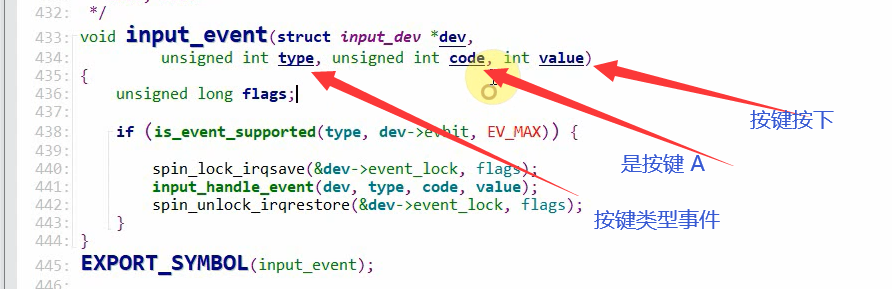 432: */
433: void input_event(struct input_dev *dev,
434: unsigned int type, unsigned int code, int value)
435: {
436: unsigned long flags;
437:
438: if (is_event_supported(type, dev->evbit, EV_MAX)) {
439:
440: spin_lock_irqsave(&dev->event_lock, flags);
441: input_handle_event(dev, type, code, value);
442: spin_unlock_irqrestore(&dev->event_lock, flags);
443: }
444: }
445: EXPORT_SYMBOL(input_event);
446:
按键按下
是按键 A
按键类型事件